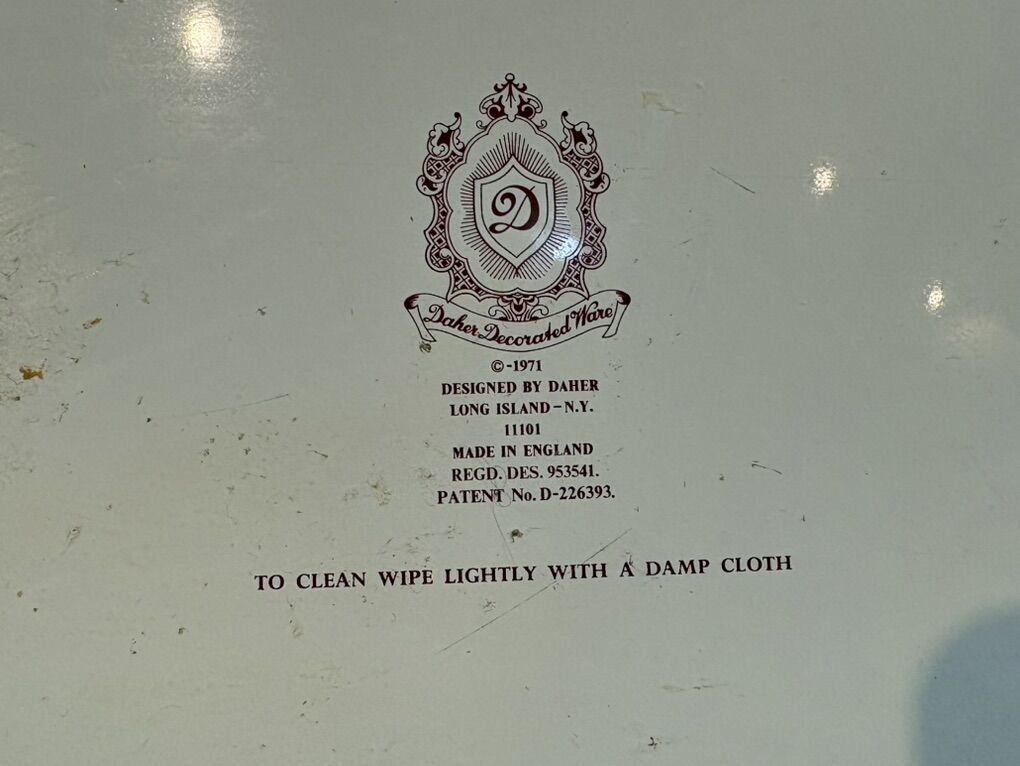 D
Daher Decorated Ware
©-1971
DESIGNED BY DAHER
LONG ISLAND-N.Y.
11101
MADE IN ENGLAND
REGD. DES. 953541.
PATENT No. D-226393.
TO CLEAN WIPE LIGHTLY WITH A DAMP CLOTH